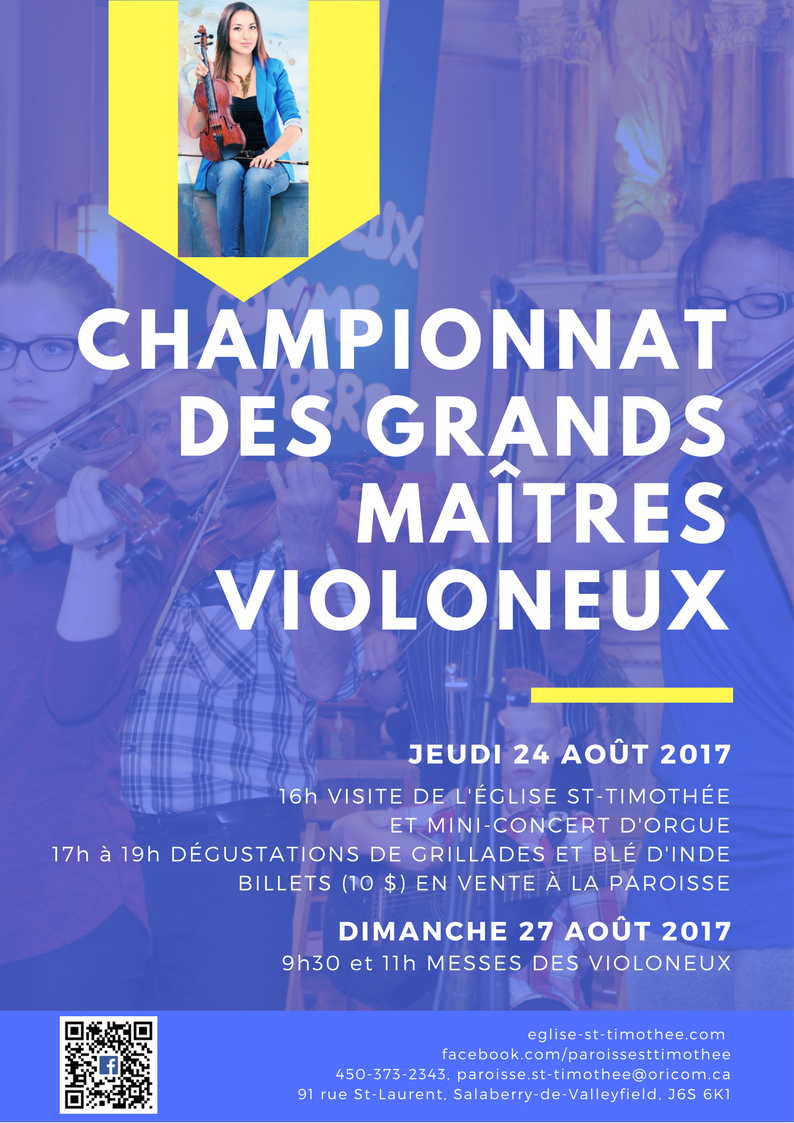 CHAMPIONNAT
DES GRANDS
MAÎTRES
VIOLONEUX
JEUDI 24 AOÛT 2017
16h VISITE DE L'ÉGLISE ST-TIMOTHÉE
ET MINI-CONCERT D'ORGUE
17h à 19h DÉGUSTATIONS DE GRILLADES ET BLÉ D'INDE
BILLETS (10 $) EN VENTE À LA PAROISSE
DIMANCHE 27 AOÛT 2017
9h30 et 11h MESSES DES VIOLONEUX
eglise-st-timothee.com
facebook.com/paroissesttimothee
450-373-2343, paroisse.st-timothee@oricom.ca
91 rue St-Laurent, Salaberry-de-Valleyfield, J6S 6K1